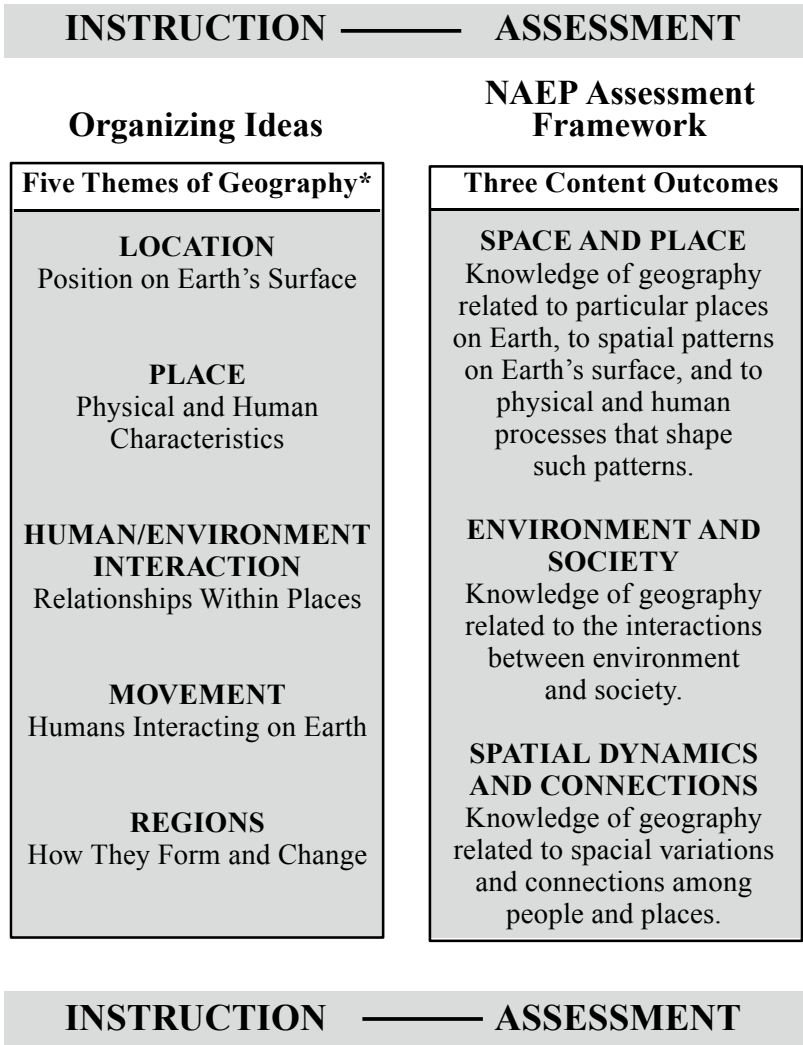 INSTRUCTION — ASSESSMENT
Organizing Ideas
Five Themes of Geography*
LOCATION
Position on Earth’s Surface
PLACE
Physical and Human
Characteristics
HUMAN/ENVIRONMENT
INTERACTION
Relationships Within Places
MOVEMENT
Humans Interacting on Earth
REGIONS
How They Form and Change
NAEP Assessment
Framework
Three Content Outcomes
SPACE AND PLACE
Knowledge of geography
related to particular places
on Earth, to spatial patterns
on Earth’s surface, and to
physical and human
processes that shape
such patterns.
ENVIRONMENT AND
SOCIETY
Knowledge of geography
related to the interactions
between environment
and society.
SPATIAL DYNAMICS
AND CONNECTIONS
Knowledge of geography
related to spacial variations
and connections among
people and places.
INSTRUCTION — ASSESSMENT